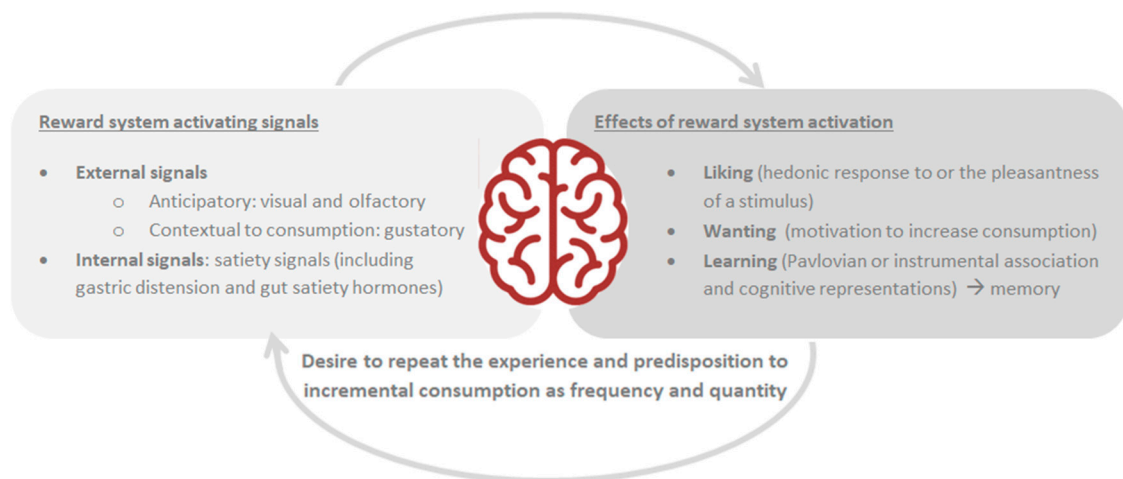 Reward system activating signals
• External signals
o Anticipatory: visual and olfactory
o Contextual to consumption: gustatory
• Internal signals: satiety signals (including
gastric distension and gut satiety hormones)
Effects of reward system activation
• Liking (hedonic response to or the pleasantness
of a stimulus)
• Wanting (motivation to increase consumption)
• Learning (Pavlovian or instrumental association
and cognitive representations) → memory
Desire to repeat the experience and predisposition to
incremental consumption as frequency and quantity